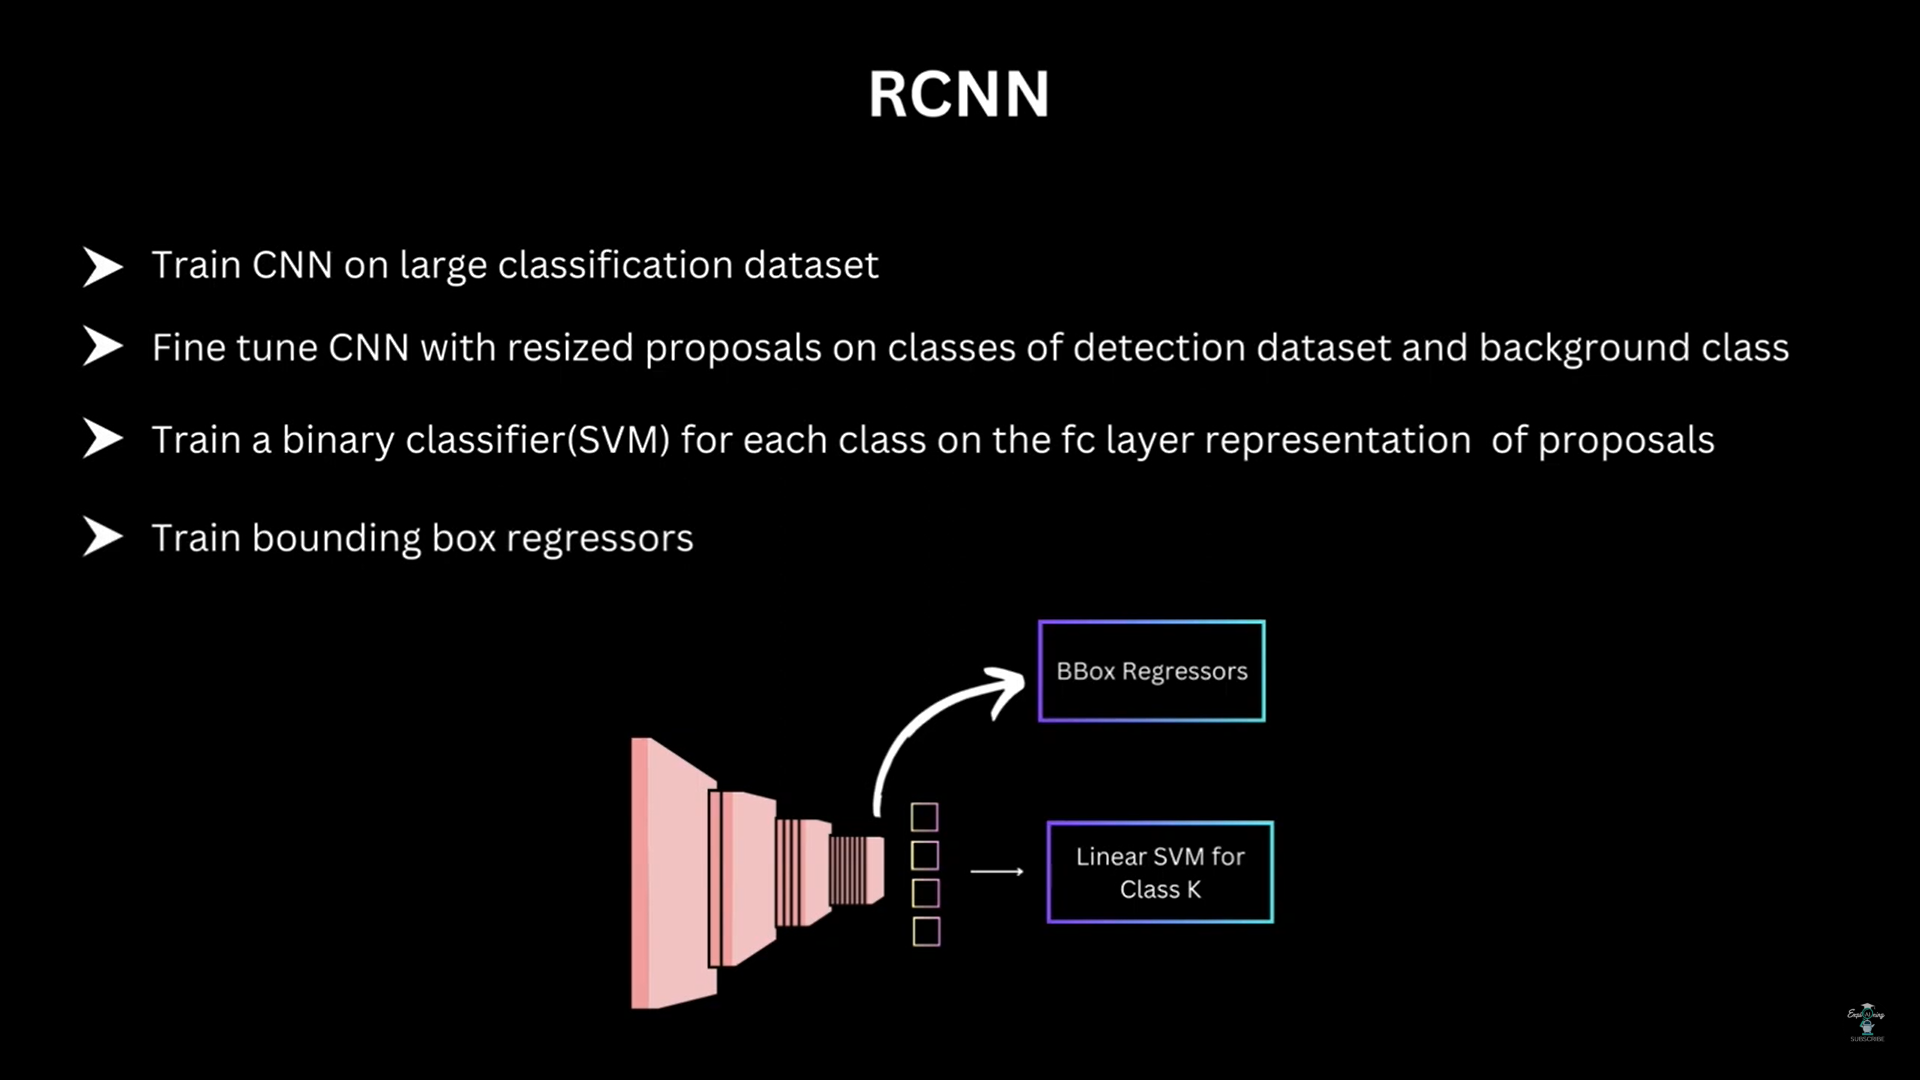 RCNN
Train CNN on large classification dataset
Fine tune CNN with resized proposals on classes of detection dataset and background class
Train a binary classifier(SVM) for each class on the fc layer representation of proposals
Train bounding box regressors
BBox Regressors
Linear SVM for
Class K
SUBSCRIBE